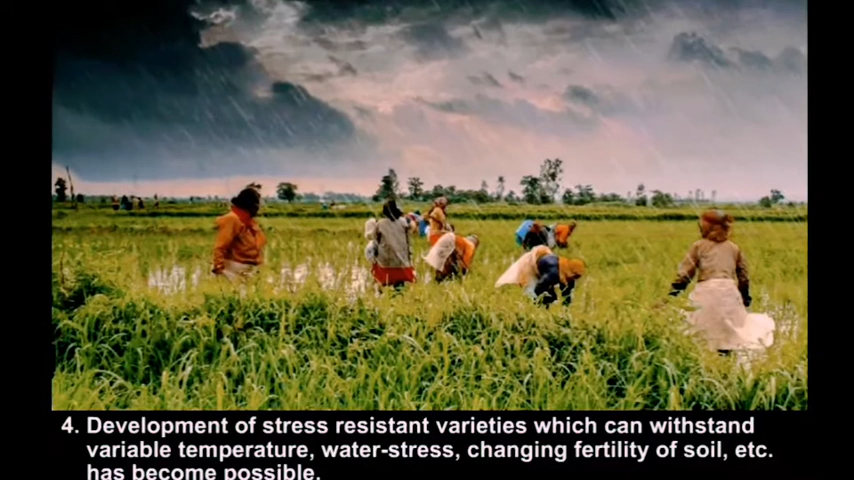 4. Development of stress resistant varieties which can withstand
variable temperature, water-stress, changing fertility of soil, etc.
has become possible.